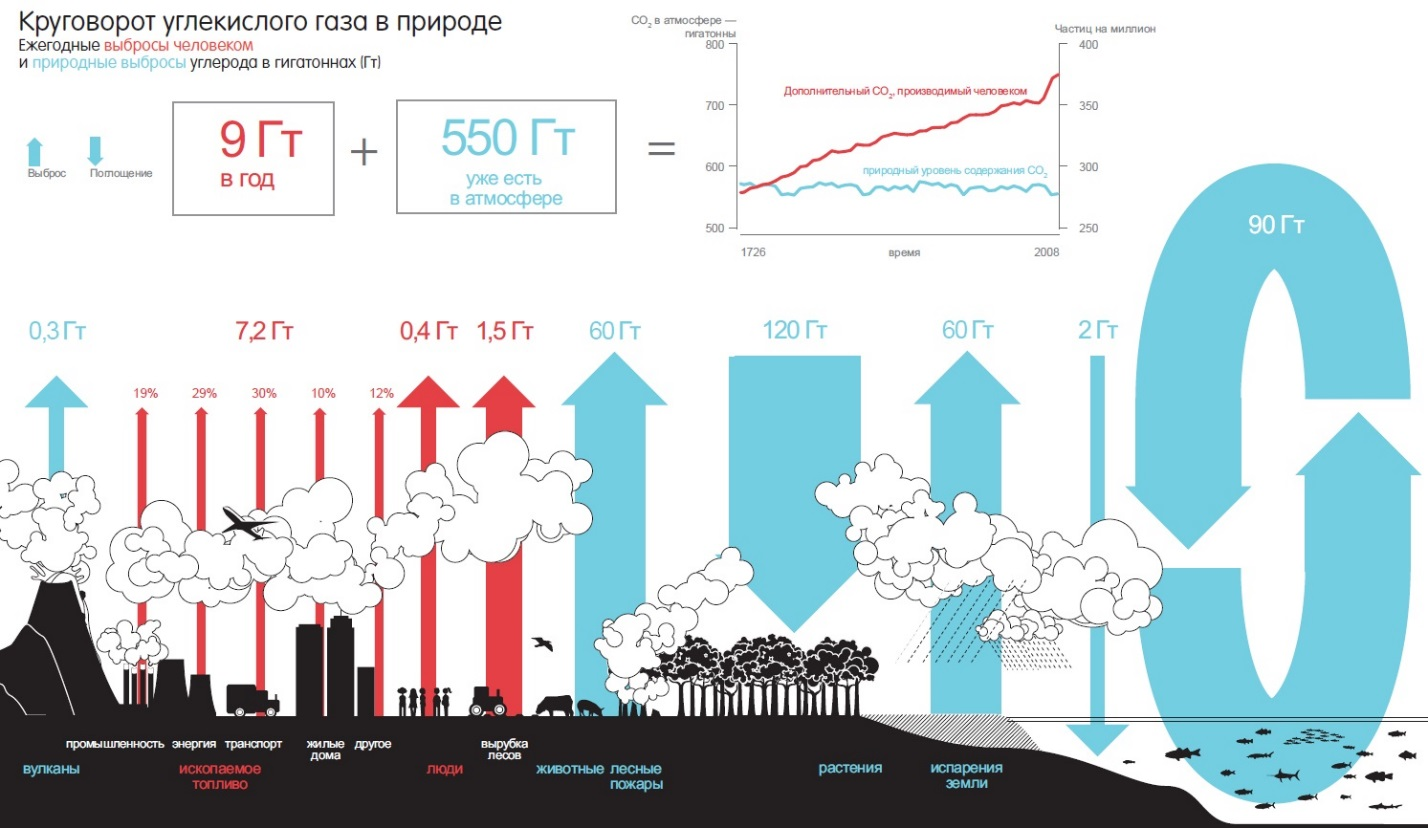 Круговорот углекислого газа в природе
Ежегодные выбросы человеком
и природные выбросы углерода в гигатоннах (Гт)
Выброс
Поглощение
9 Гт
в год
+
550 Гт
уже есть
в атмосфере
=
CO2 в атмосфере —
гигатонны
Частиц на миллион
800
700
600
500
400
350
300
250
Дополнительный CO2, производимый человеком
природный уровень содержания CO2
1726
время
2008
90 Гт
0,3 Гт
7,2 Гт
0,4 Гт
1,5 Гт
60 Гт
120 Гт
60 Гт
2 Гт
19%
29%
30%
10%
12%
промышленность
энергия
транспорт
жилые
дома
другое
вырубка
лесов
вулканы
ископаемое
топливо
люди
животные
лесные
пожары
растения
испарения
земли